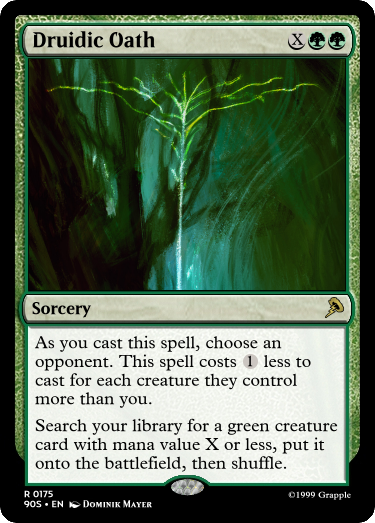 Druidic Oath X
Sorcery
As you cast this spell, choose an
opponent. This spell costs 1 less to
cast for each creature they control
more than you.
Search your library for a green creature
card with mana value X or less, put it
onto the battlefield, then shuffle.
R 0175
90S • EN DOMINIK MAYER
©1999 Grapple